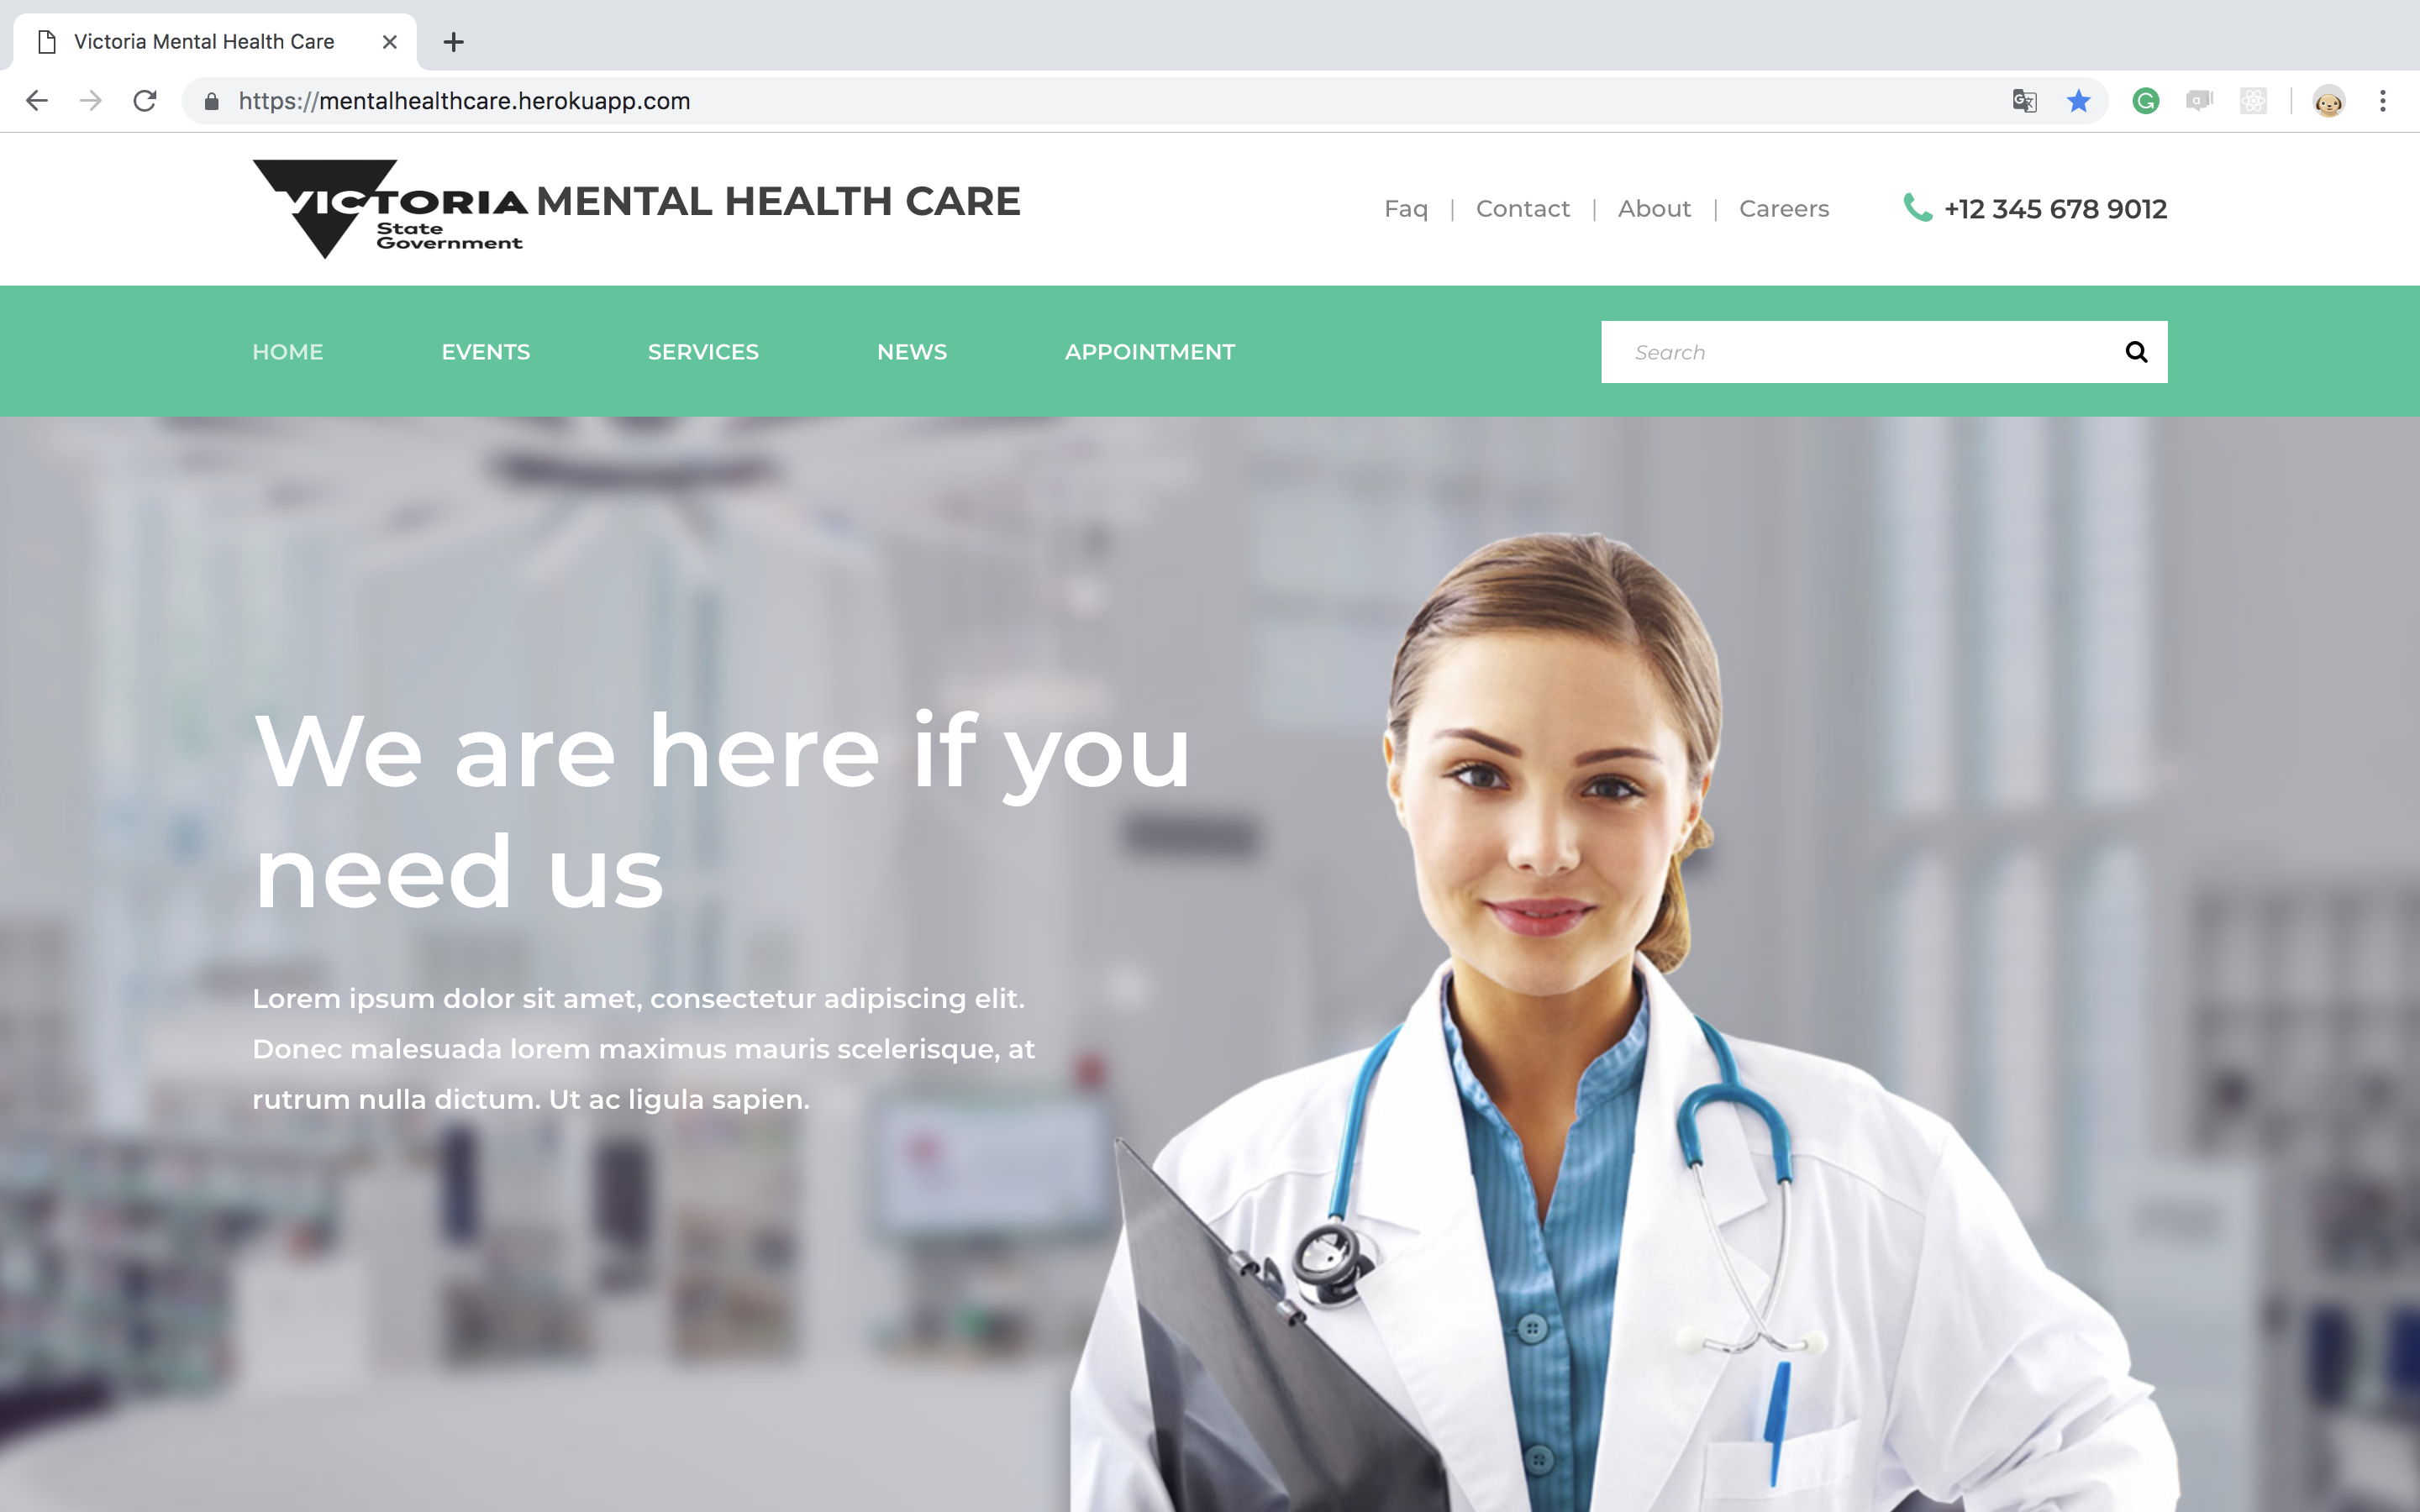 Victoria Mental Health Care
https://mentalhealthcare.herokuapp.com
VICTORIA
State
Government
MENTAL HEALTH CARE
Faq | Contact | About | Careers
+12 345 678 9012
HOME EVENTS SERVICES NEWS APPOINTMENT
Search
We are here if you
need us
Lorem ipsum dolor sit amet, consectetur adipiscing elit.
Donec malesuada lorem maximus mauris scelerisque, at
rutrum nulla dictum. Ut ac ligula sapien.